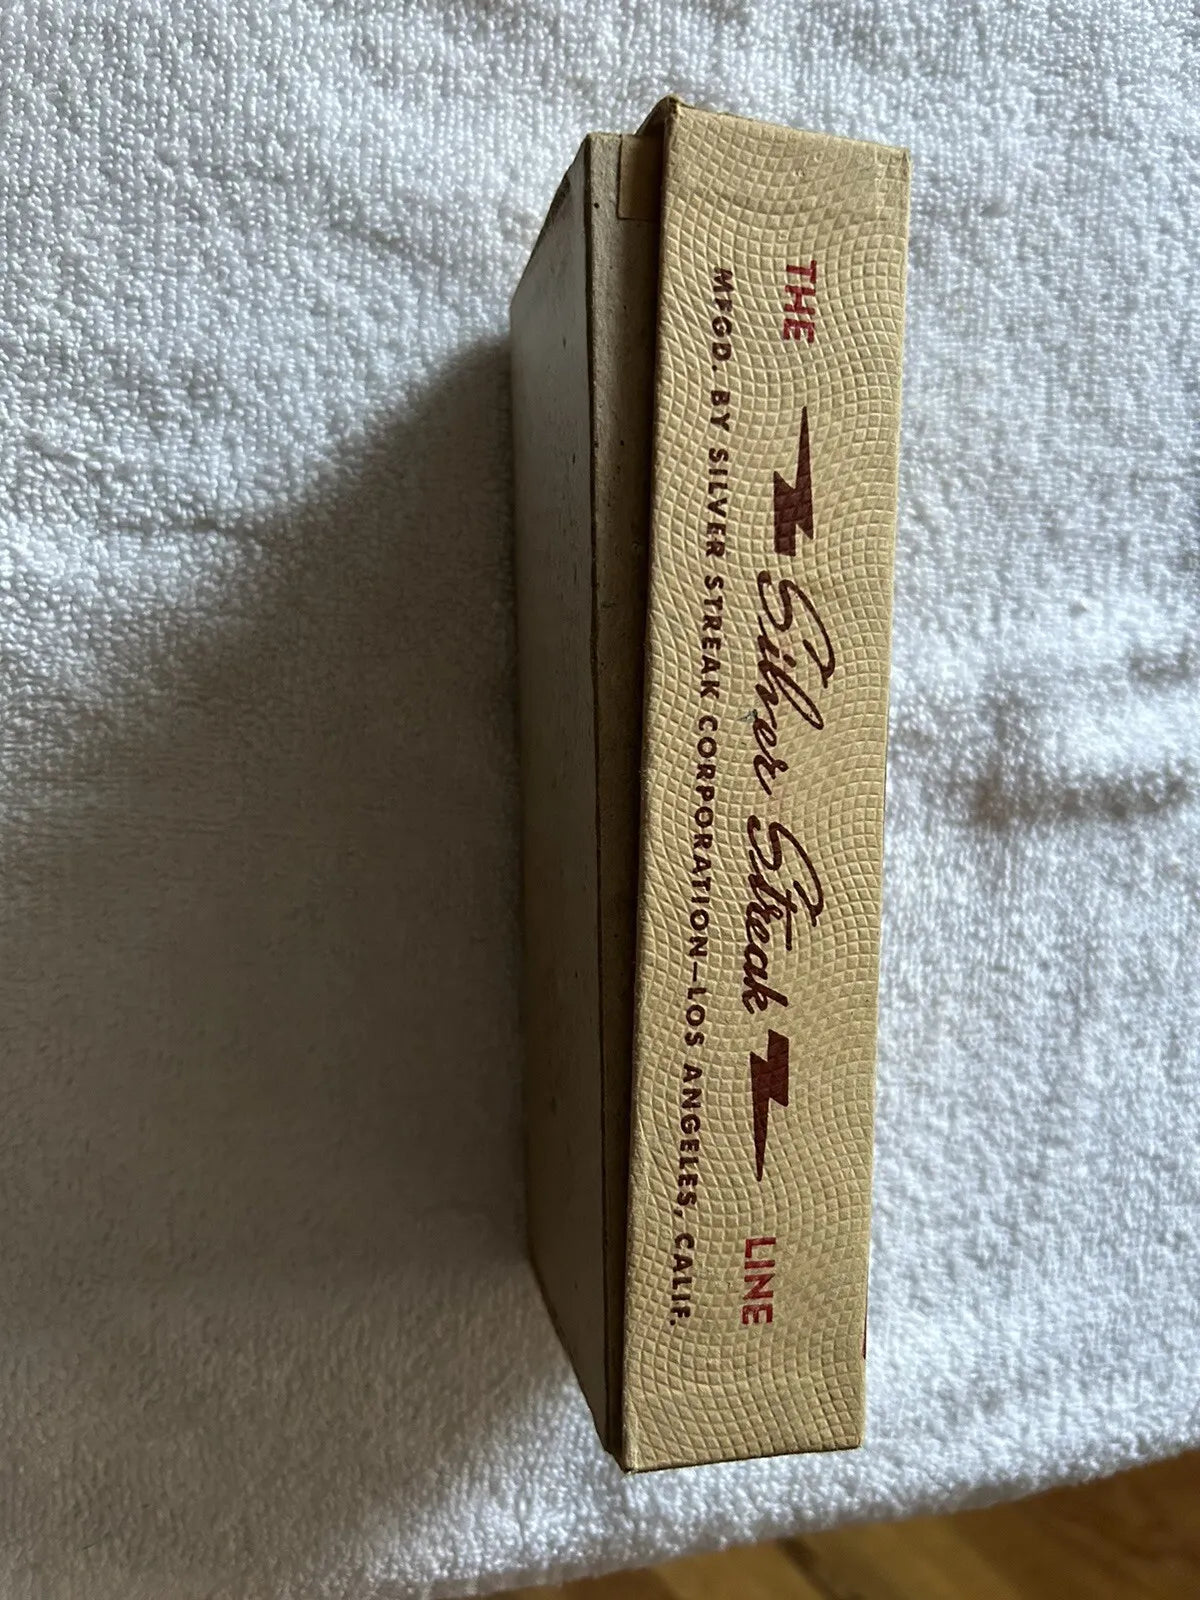 THE Silver Streak LINE
MFGD. BY SILVER STREAK CORPORATION—LOS ANGELES, CALIF.